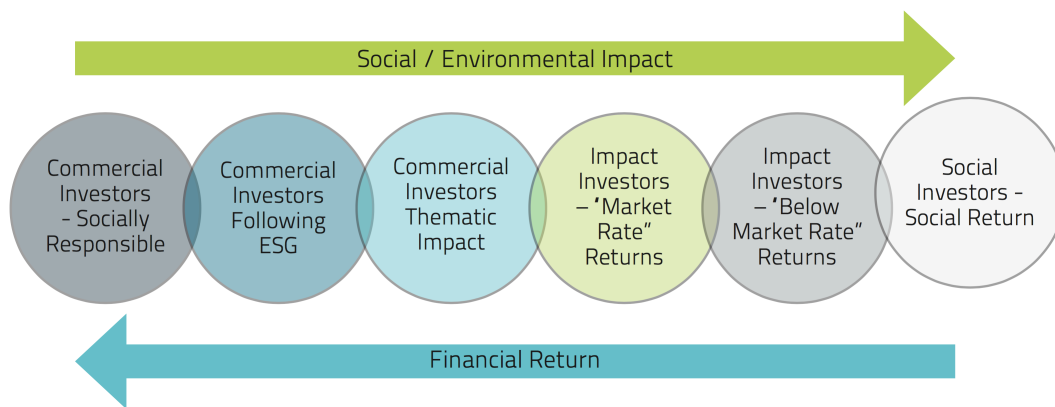 Social / Environmental Impact
Commercial
Investors
- Socially
Responsible
Commercial
Investors
Following
ESG
Commercial
Investors
Thematic
Impact
Impact
Investors
– ‘Market
Rate”
Returns
Impact
Investors
– ‘Below
Market Rate”
Returns
Social
Investors -
Social Return
Financial Return